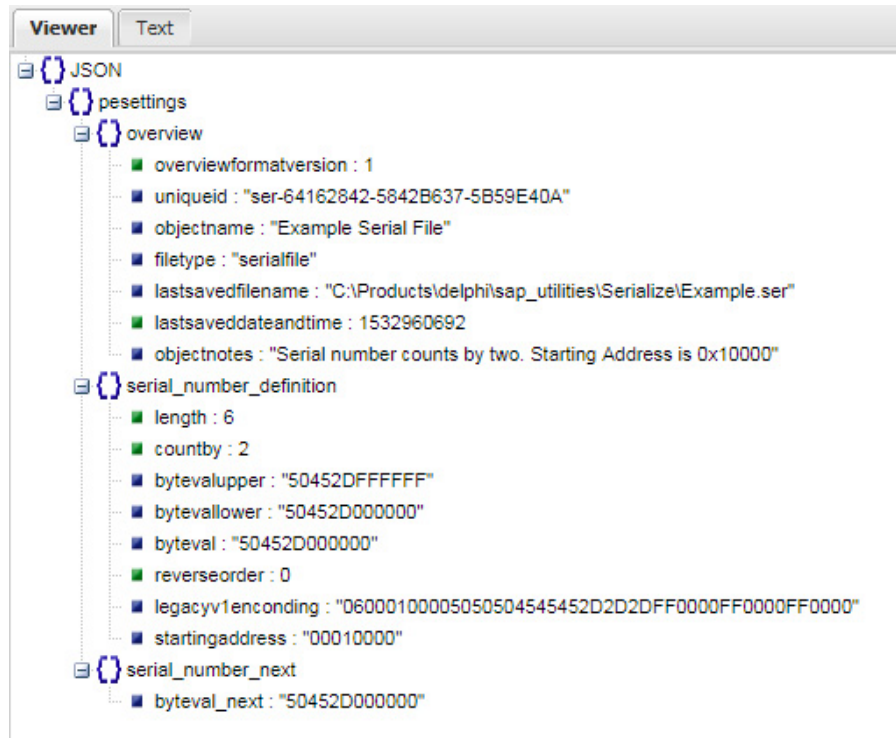 Viewer Text
JSON
pesettings
overview
overviewformatversion : 1
uniqueid : "ser-64162842-5842B637-5B59E40A"
objectname : "Example Serial File"
filetype : "serialfile"
lastsavedfilename : "C:\Products\delphi\sap_utilities\Serialize\Example.ser"
lastsaveddateandtime : 1532960692
objectnotes : "Serial number counts by two. Starting Address is 0x10000"
serial_number_definition
length : 6
countby : 2
bytevalupper : "50452DFFFFFF"
bytevallower : "50452D000000"
byteval : "50452D000000"
reverseorder : 0
legacyv1enconding : "06000100005050504545452D2D2DFF0000FF0000FF0000"
startingaddress : "00010000"
serial_number_next
byteval_next : "50452D000000"